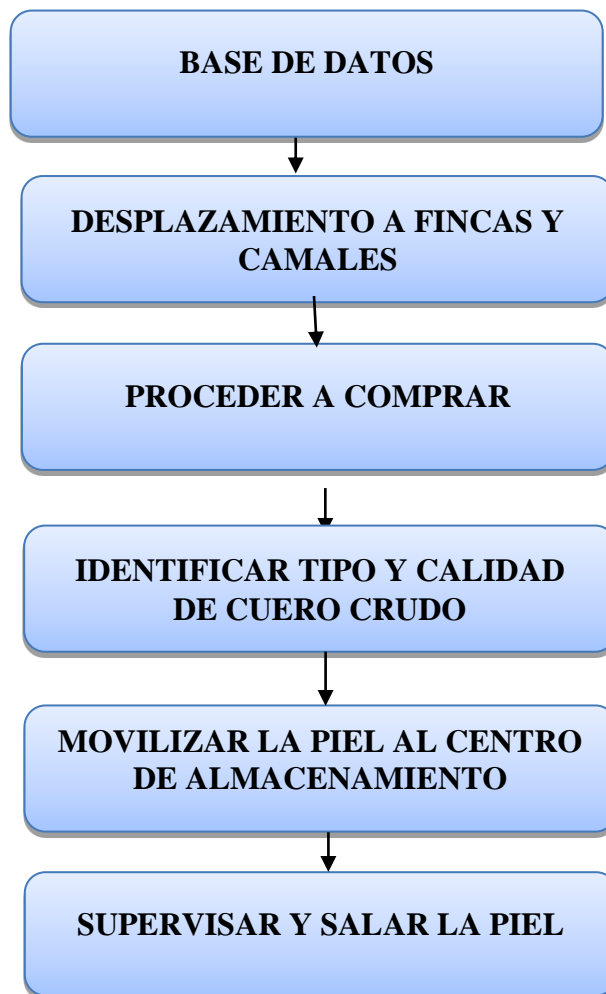 BASE DE DATOS
DESPLAZAMIENTO A FINCAS Y
CAMALES
PROCEDER A COMPRAR
IDENTIFICAR TIPO Y CALIDAD
DE CUERO CRUDO
MOVILIZAR LA PIEL AL CENTRO
DE ALMACENAMIENTO
SUPERVISAR Y SALAR LA PIEL